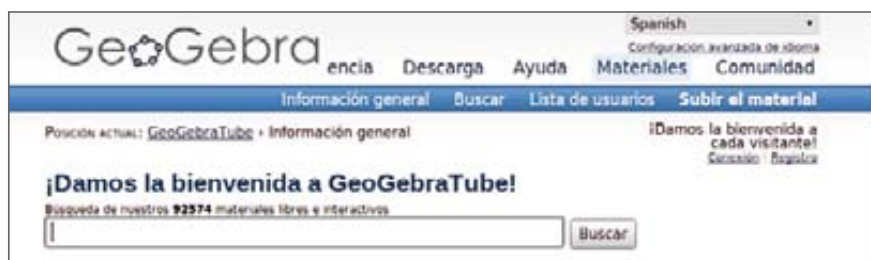 Spanish
GeoGebra
Configuración avanzada de idioma
encia Descarga Ayuda Materiales Comunidad
Información general Buscar Lista de usuarios Subir el material
Posición actual: GeoGebraTube › Información general
¡Damos la bienvenida a
cada visitante!
Conexión | Registro
¡Damos la bienvenida a GeoGebraTube!
Búsqueda de nuestros 92574 materiales libres e interactivos
Buscar